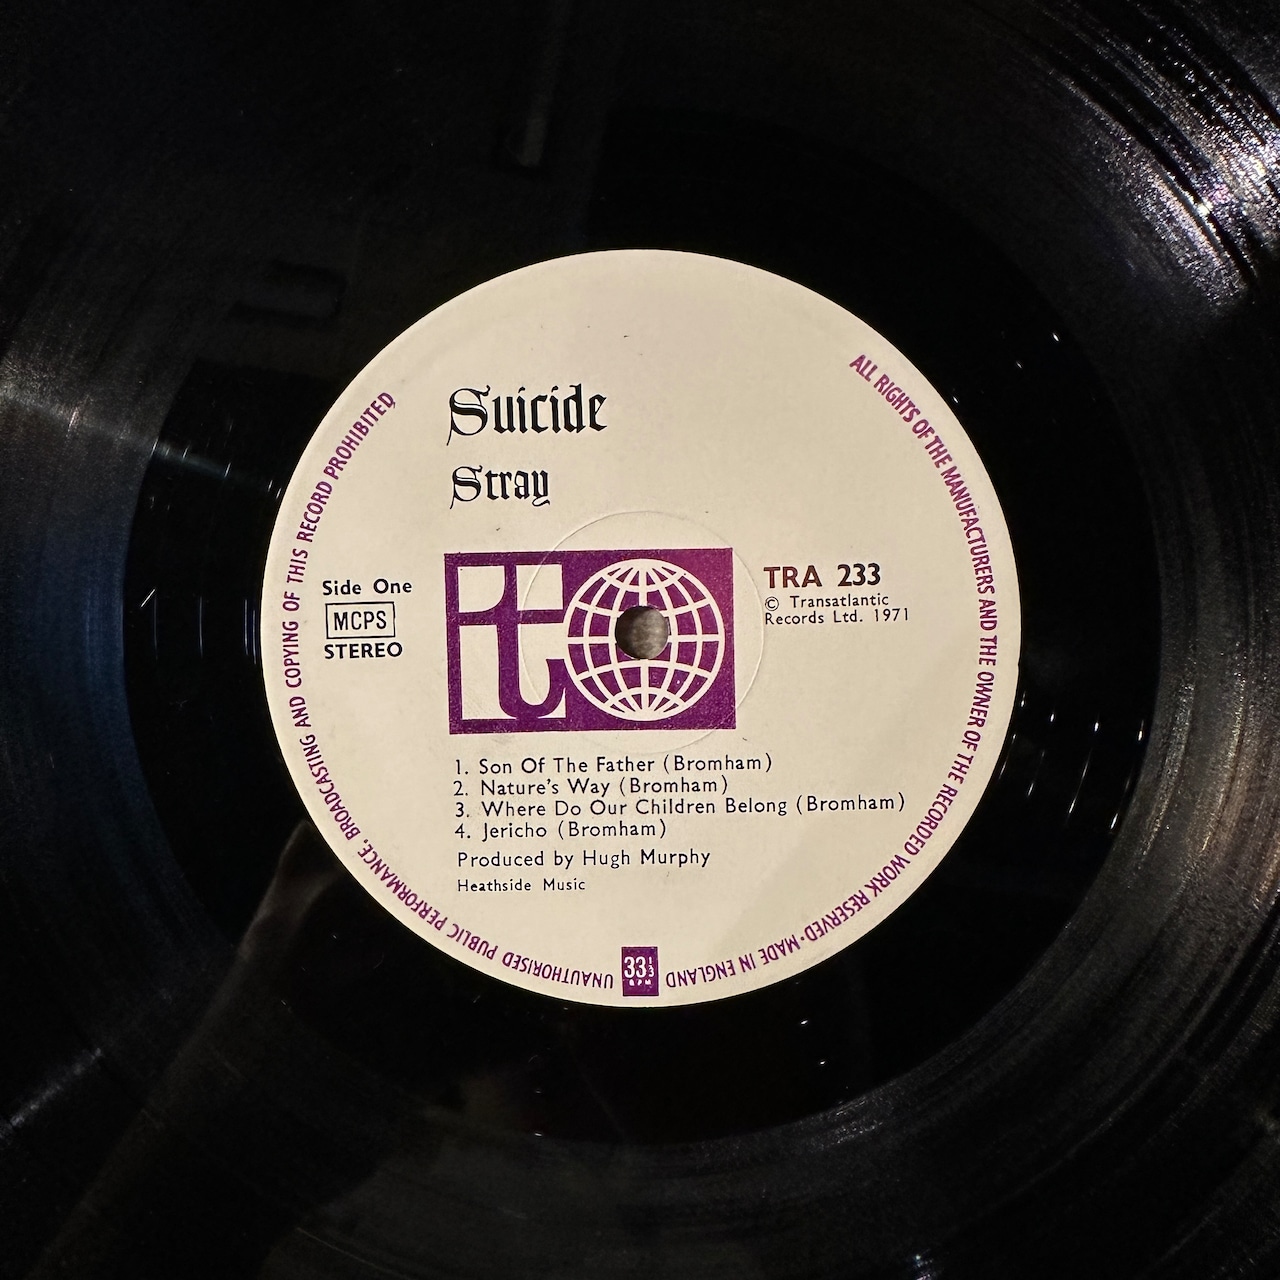 Suicide
Stray
Side One
MCPS
STEREO
t
TRA 233
© Transatlantic
Records Ltd. 1971
1. Son Of The Father (Bromham)
2. Nature's Way (Bromham)
3. Where Do Our Children Belong (Bromham)
4. Jericho (Bromham)
Produced by Hugh Murphy
Heathside Music
33 1/3
RPM
UNAUTHORISED PUBLIC PERFORMANCE, BROADCASTING AND COPYING OF THIS RECORD PROHIBITED
ALL RIGHTS OF THE MANUFACTURERS AND THE OWNER OF THE RECORDED WORK RESERVED·MADE IN ENGLAND